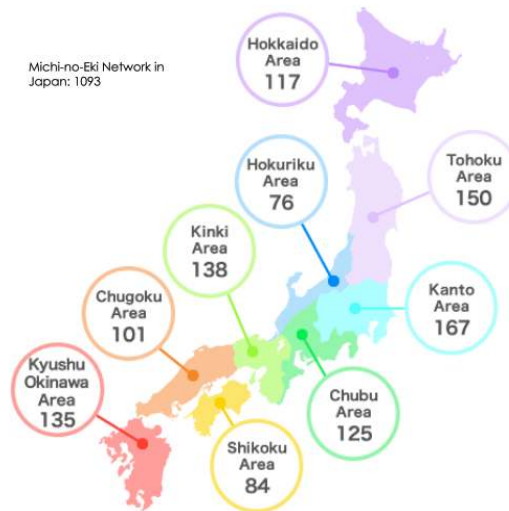 Michi-no-Eki Network in
Japan: 1093
Hokkaido
Area
117
Tohoku
Area
150
Hokuriku
Area
76
Kinki
Area
138
Kanto
Area
167
Chugoku
Area
101
Kyushu
Okinawa
Area
135
Chubu
Area
125
Shikoku
Area
84